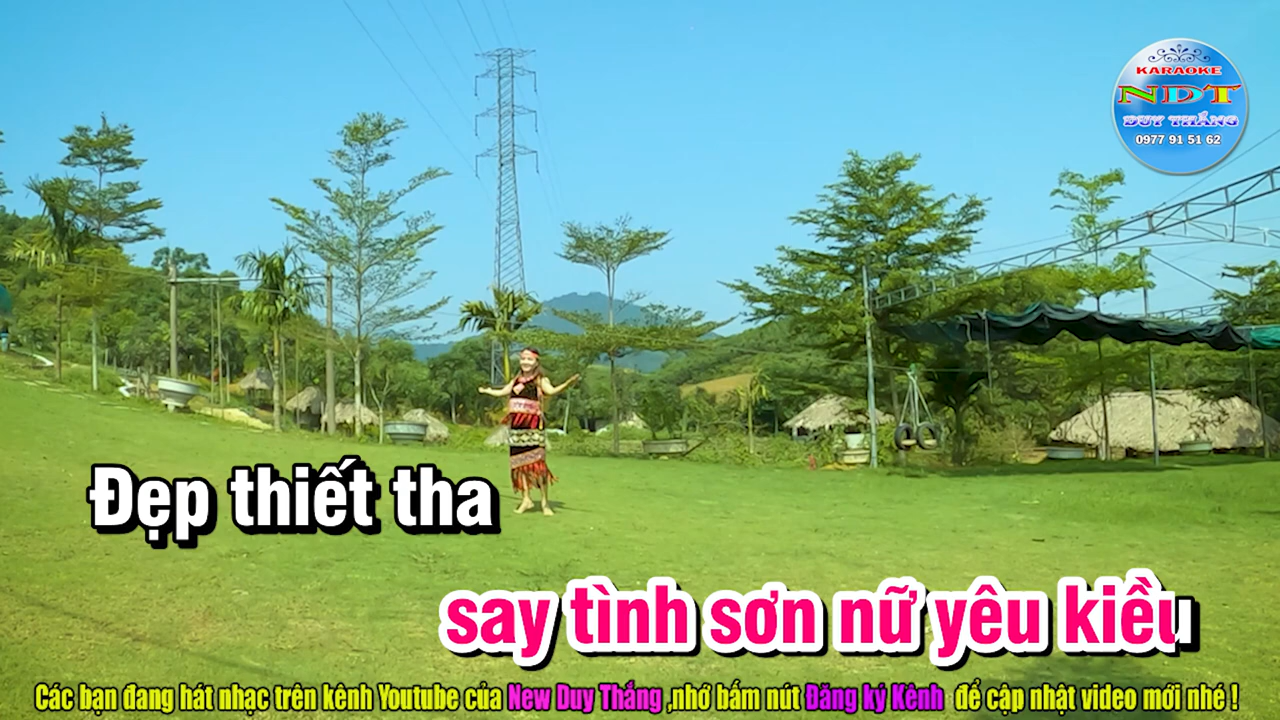 KARAOKE
NDT
DUY THẮNG
0977 91 51 62
Đẹp thiết tha
say tình sơn nữ yêu kiều
Các bạn đang hát nhạc trên kênh Youtube của New Duy Thắng ,nhớ bấm nút Đăng ký Kênh để cập nhật video mới nhé !